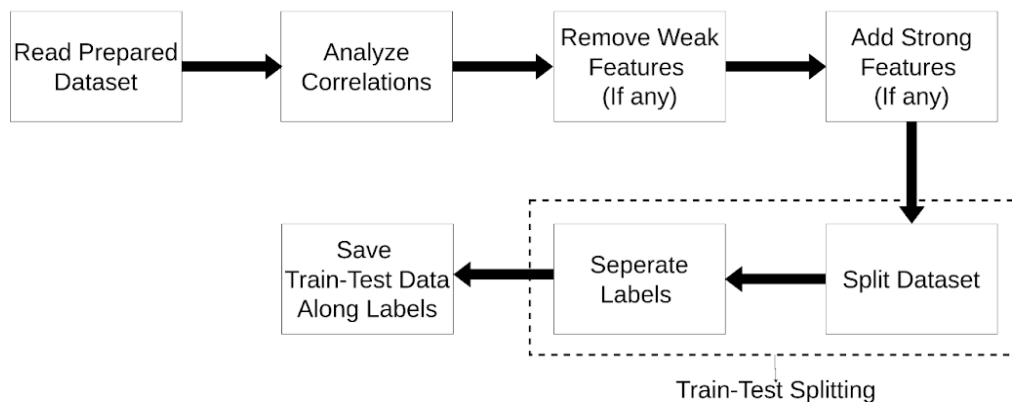 Read Prepared
Dataset
Analyze
Correlations
Remove Weak
Features
(If any)
Add Strong
Features
(If any)
Save
Train-Test Data
Along Labels
Seperate
Labels
Split Dataset
Train-Test Splitting